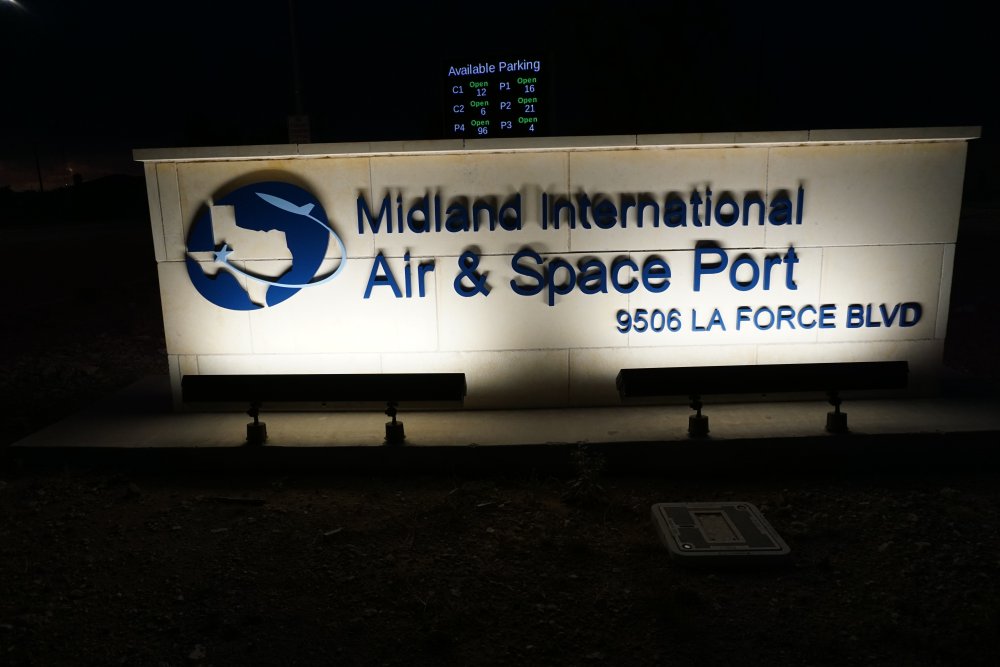 Available Parking
C1 Open 12 P1 Open 16
C2 Open 6 P2 Open 21
P4 Open 96 P3 Open 4
Midland International
Air & Space Port
9506 LA FORCE BLVD